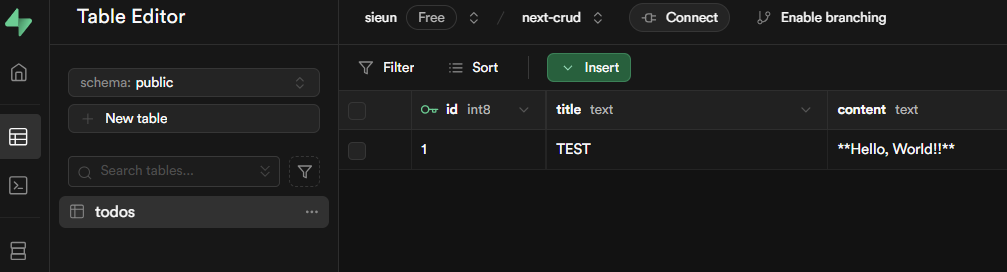 Table Editor
sieun Free / next-crud Connect Enable branching
schema: public
New table
Search tables...
todos
Filter Sort Insert
id int8 title text content text
1 TEST **Hello, World!!**